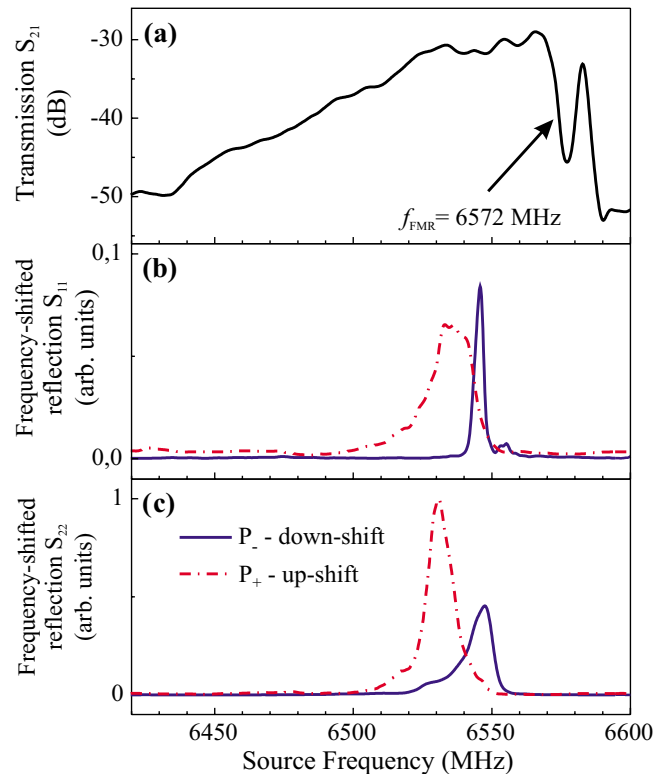 (a)
Transmission S₂₁
(dB)
-30
-40
-50
f_FMR = 6572 MHz
(b)
Frequency-shifted
reflection S₁₁
(arb. units)
0,1
0,0
(c)
Frequency-shifted
reflection S₂₂
(arb. units)
1
0
P₋ - down-shift
P₊ - up-shift
6450 6500 6550 6600
Source Frequency (MHz)